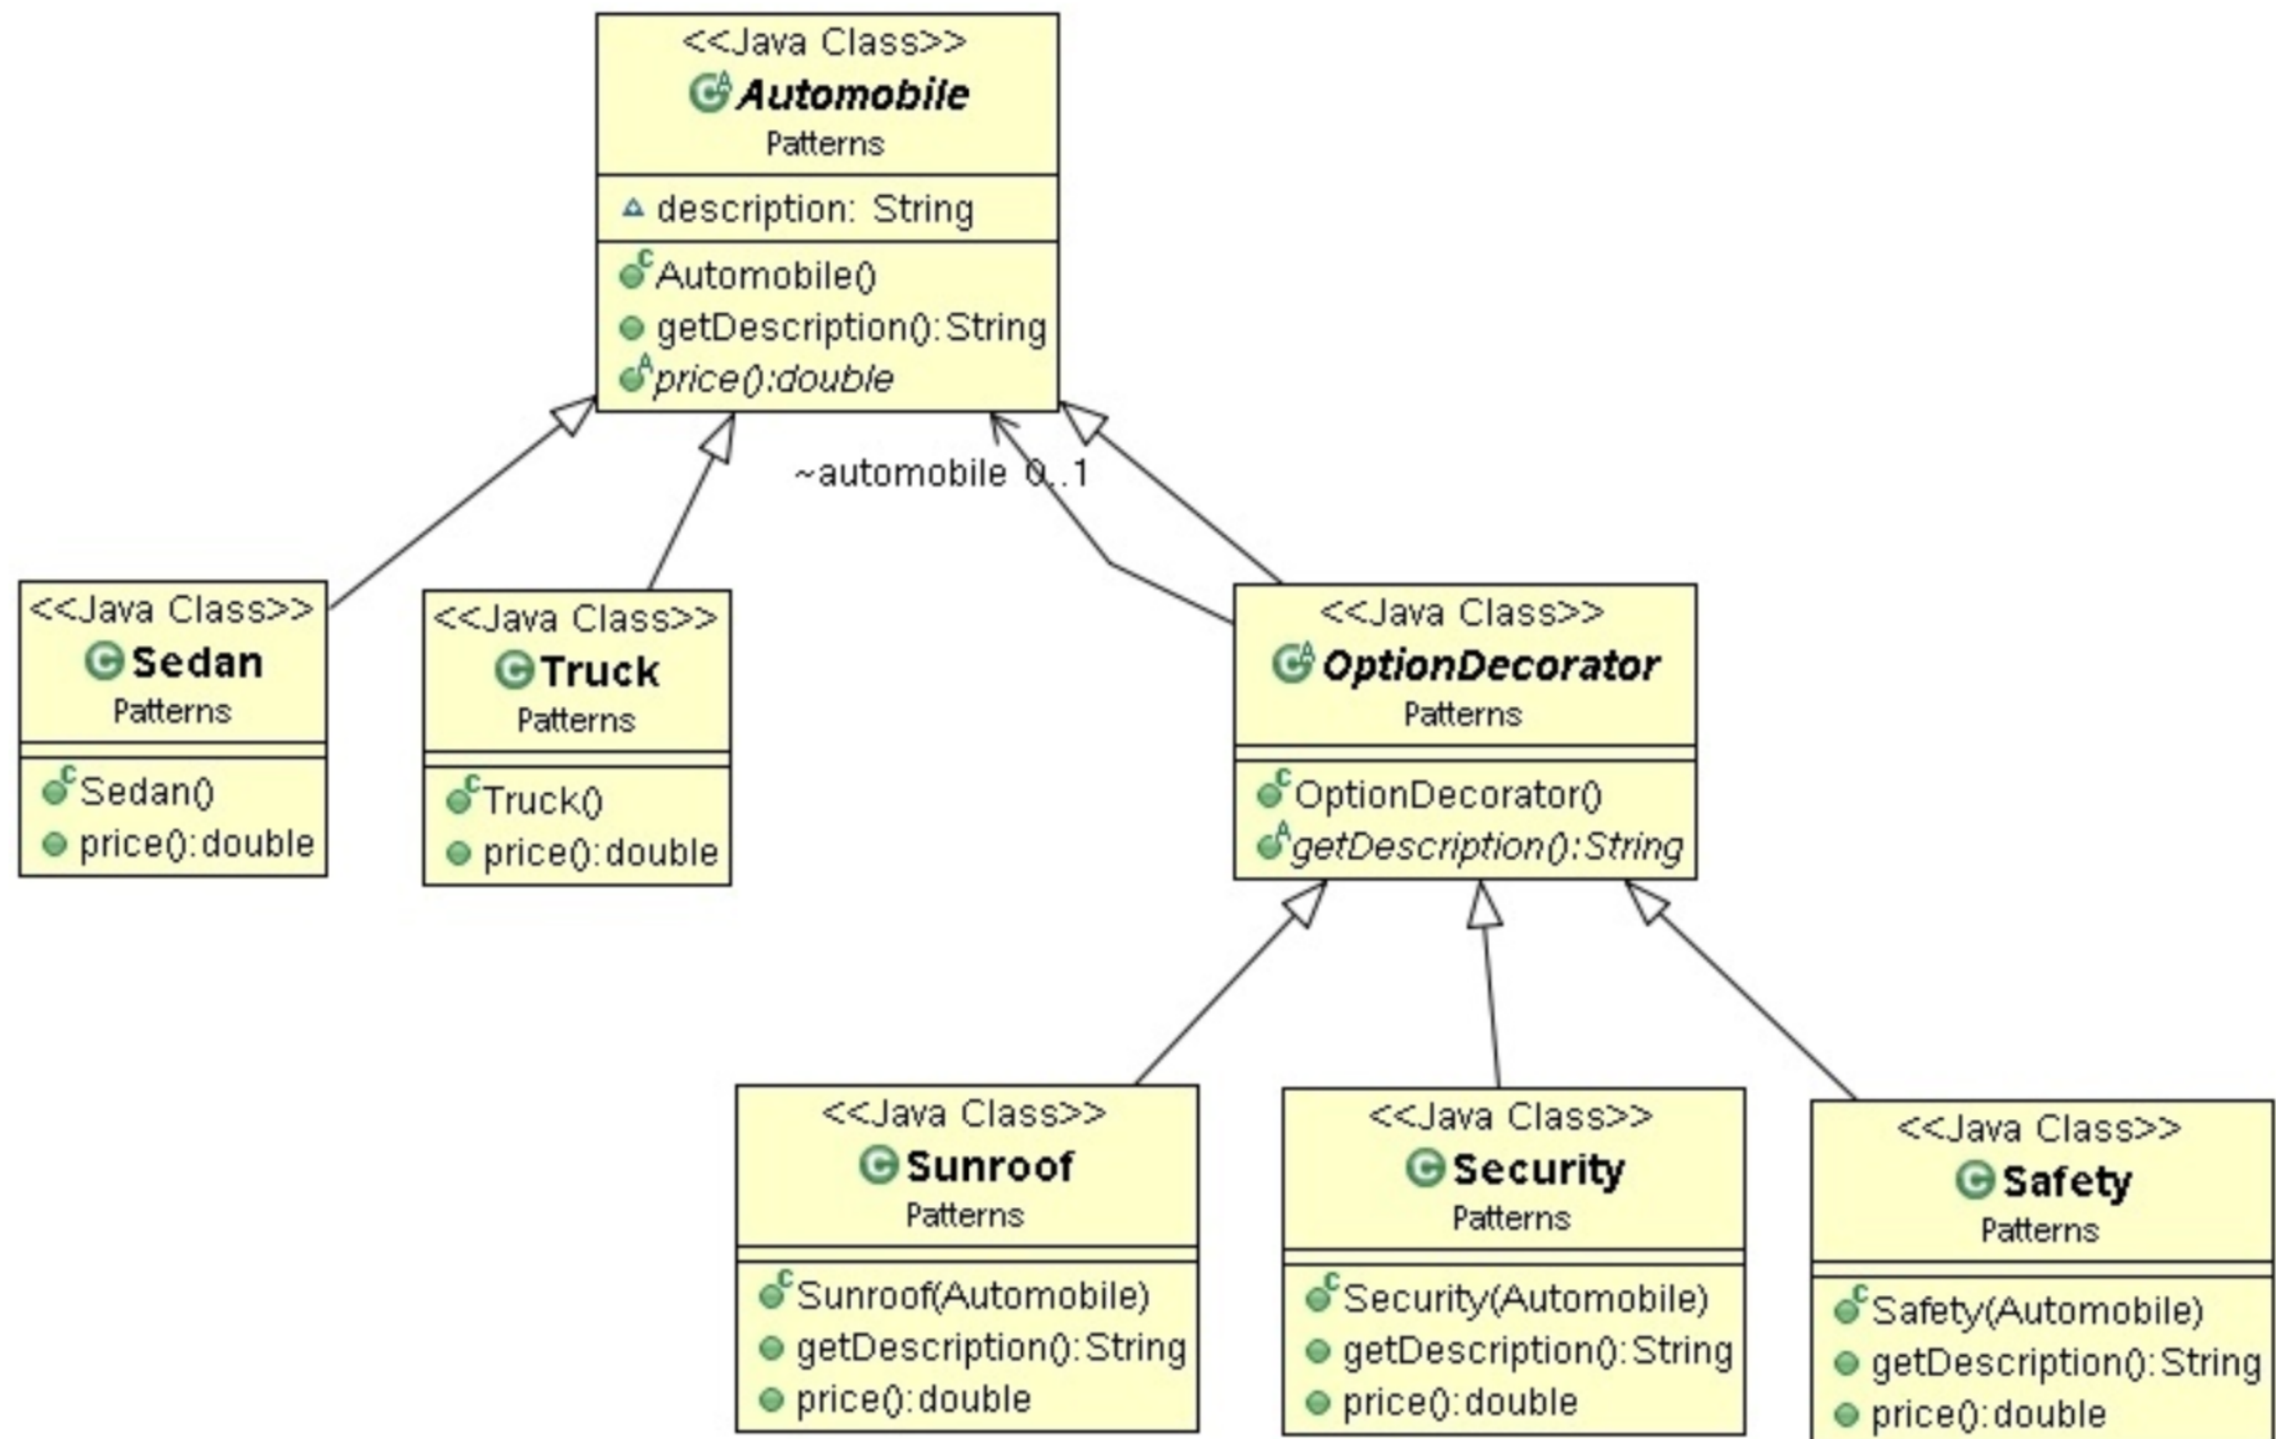 <<Java Class>>
Automobile
Patterns
description: String
Automobile()
getDescription():String
price():double
~automobile 0..1
<<Java Class>>
Sedan
Patterns
Sedan()
price():double
<<Java Class>>
Truck
Patterns
Truck()
price():double
<<Java Class>>
OptionDecorator
Patterns
OptionDecorator()
getDescription():String
<<Java Class>>
Sunroof
Patterns
Sunroof(Automobile)
getDescription():String
price():double
<<Java Class>>
Security
Patterns
Security(Automobile)
getDescription():String
price():double
<<Java Class>>
Safety
Patterns
Safety(Automobile)
getDescription():String
price():double